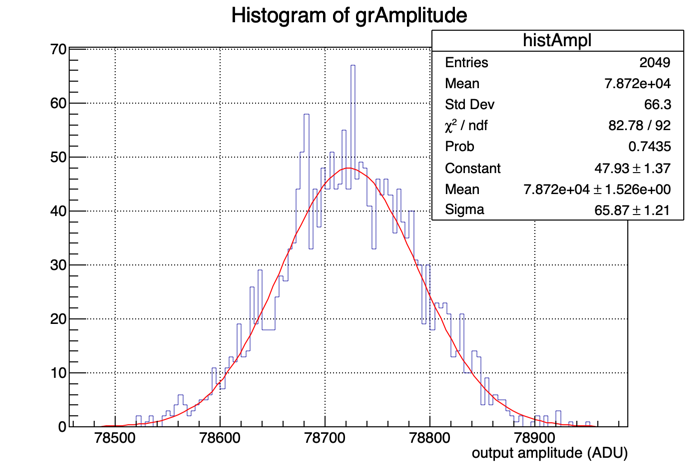 Histogram of grAmplitude
histAmpl
Entries 2049
Mean 7.872e+04
Std Dev 66.3
χ² / ndf 82.78 / 92
Prob 0.7435
Constant 47.93 ± 1.37
Mean 7.872e+04 ± 1.526e+00
Sigma 65.87 ± 1.21
70
60
50
40
30
20
10
0
78500 78600 78700 78800 78900
output amplitude (ADU)